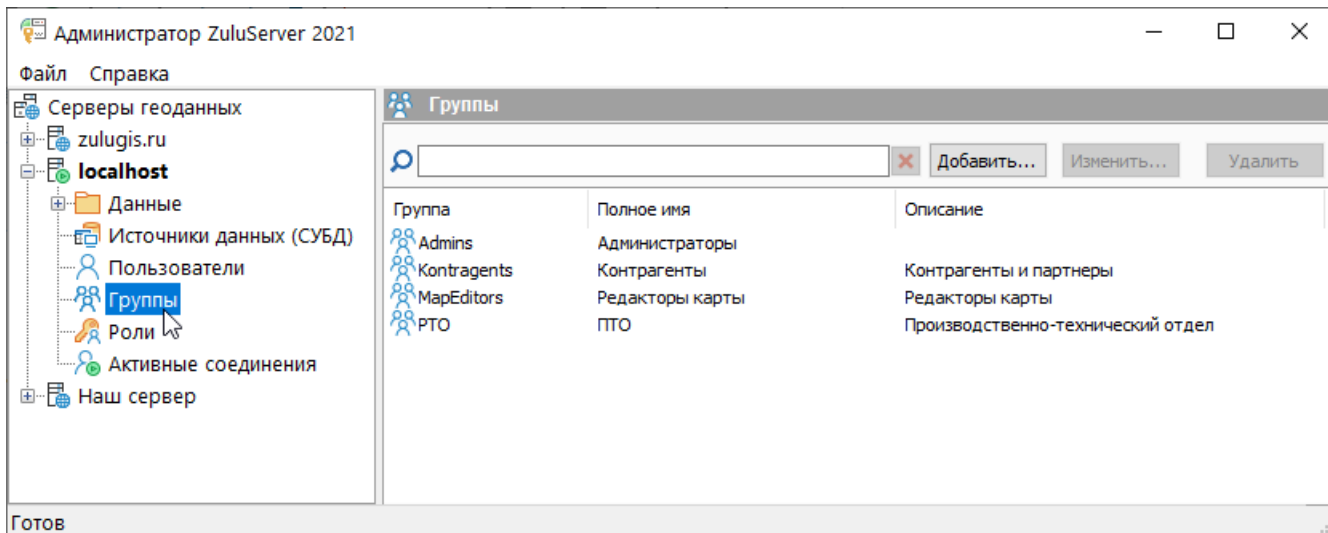 Администратор ZuluServer 2021
Файл Справка
Серверы геоданных
zulugis.ru
localhost
Данные
Источники данных (СУБД)
Пользователи
Группы
Роли
Активные соединения
Наш сервер
Группы
Добавить... Изменить... Удалить
Группа Полное имя Описание
Admins Администраторы
Kontragents Контрагенты Контрагенты и партнеры
MapEditors Редакторы карты Редакторы карты
PTO ПТО Производственно-технический отдел
Готов